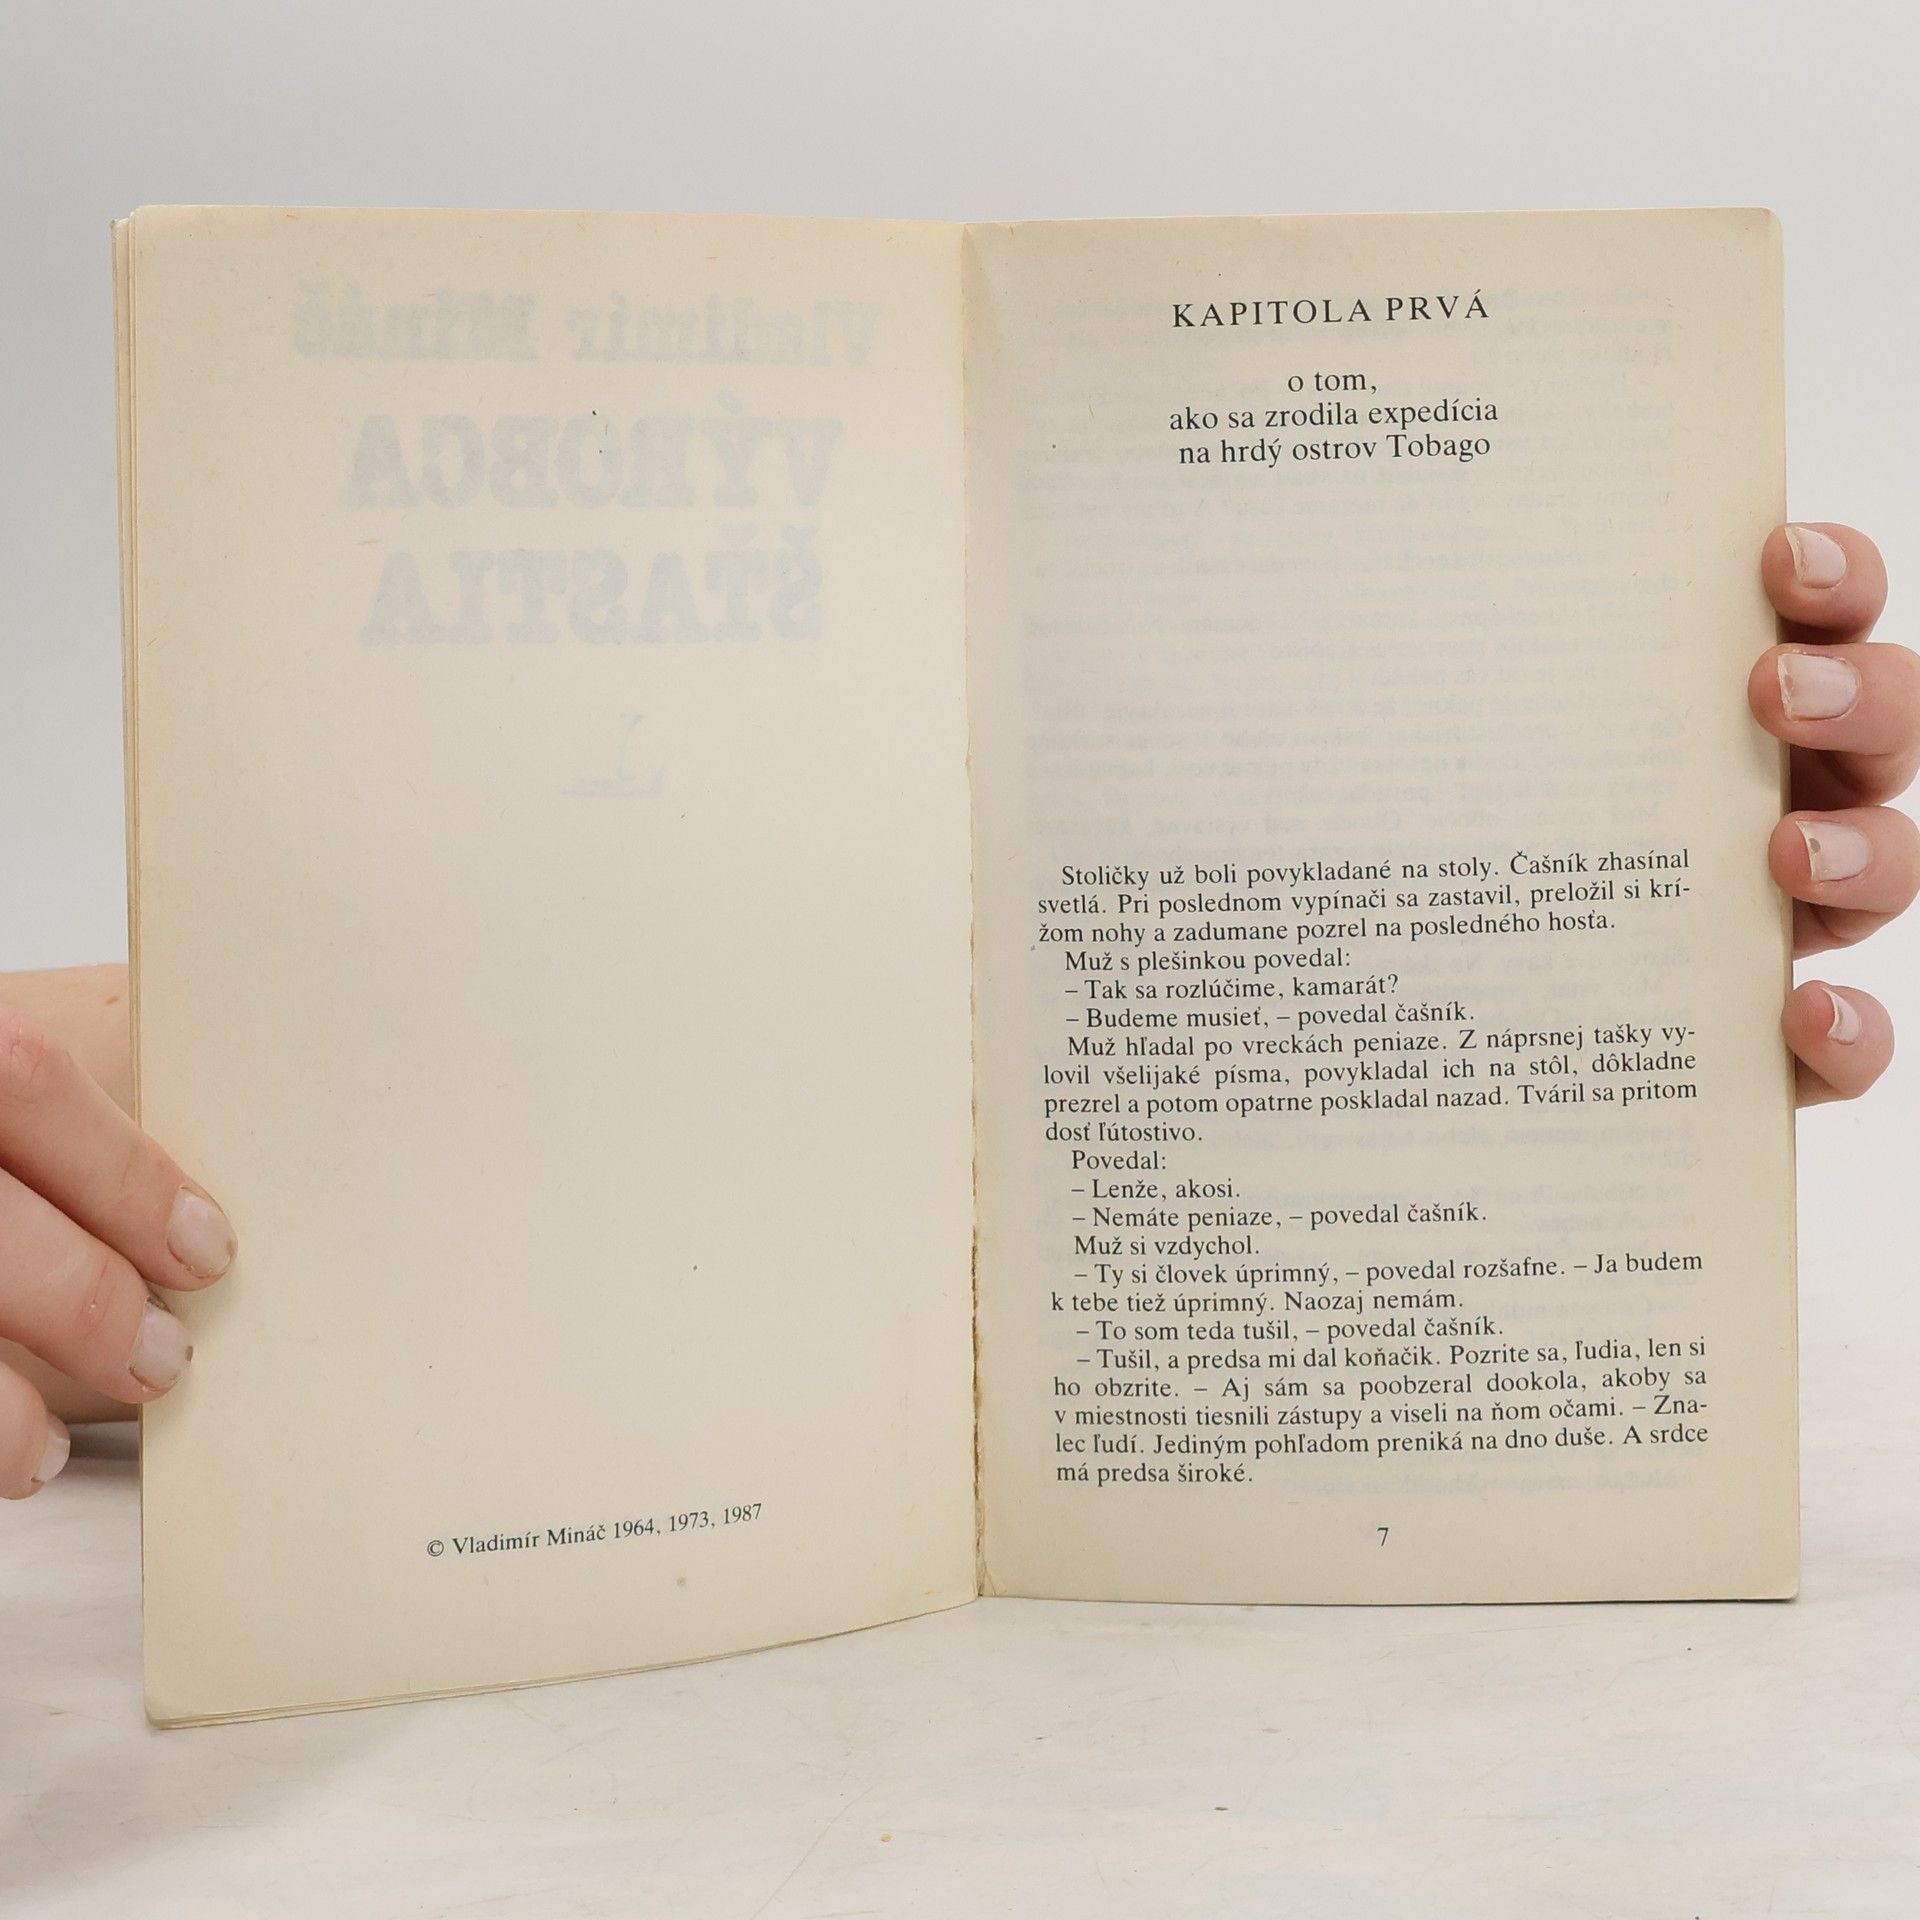 Vladimír Mináč
VÝROBCA
ŠŤASTIA
© Vladimír Mináč 1964, 1973, 1987
KAPITOLA PRVÁ
o tom,
ako sa zrodila expedícia
na hrdý ostrov Tobago
Stoličky už boli povykladané na stoly. Čašník zhasínal
svetlá. Pri poslednom vypínači sa zastavil, preložil si krí-
žom nohy a zadumane pozrel na posledného hosťa.
Muž s plešinkou povedal:
– Tak sa rozlúčime, kamarát?
– Budeme musieť, – povedal čašník.
Muž hľadal po vreckách peniaze. Z náprsnej tašky vy-
lovil všelijaké písma, povykladal ich na stôl, dôkladne
prezrel a potom opatrne poskladal nazad. Tváril sa pritom
dosť ľútostivo.
Povedal:
– Lenže, akosi.
– Nemáte peniaze, – povedal čašník.
Muž si vzdychol.
– Ty si človek úprimný, – povedal rozšafne. – Ja budem
k tebe tiež úprimný. Naozaj nemám.
– To som teda tušil, – povedal čašník.
– Tušil, a predsa mi dal koňačik. Pozrite sa, ľudia, len si
ho obzrite. – Aj sám sa poobzeral dookola, akoby sa
v miestnosti tiesnili zástupy a viseli na ňom očami. – Zna-
lec ľudí. Jediným pohľadom preniká na dno duše. A srdce
má predsa široké.
7